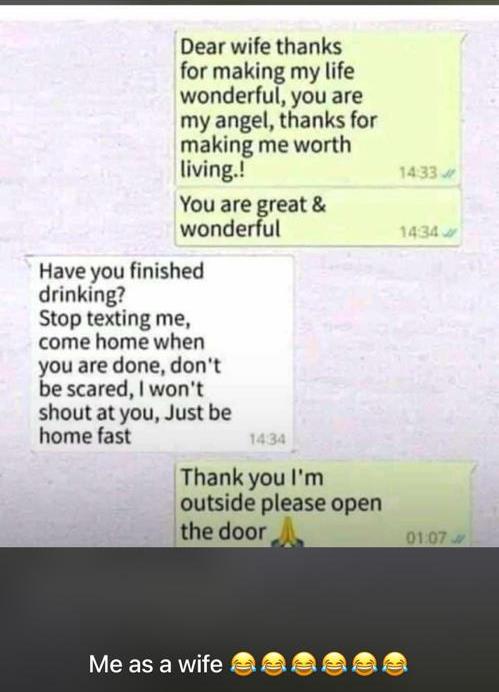 Dear wife thanks
for making my life
wonderful, you are
my angel, thanks for
making me worth
living.! 14:33
You are great &
wonderful 14:34
Have you finished
drinking?
Stop texting me,
come home when
you are done, don't
be scared, I won't
shout at you, Just be
home fast 14:34
Thank you I'm
outside please open
the door 🙏 01:07
Me as a wife 😂😂😂😂😂😂